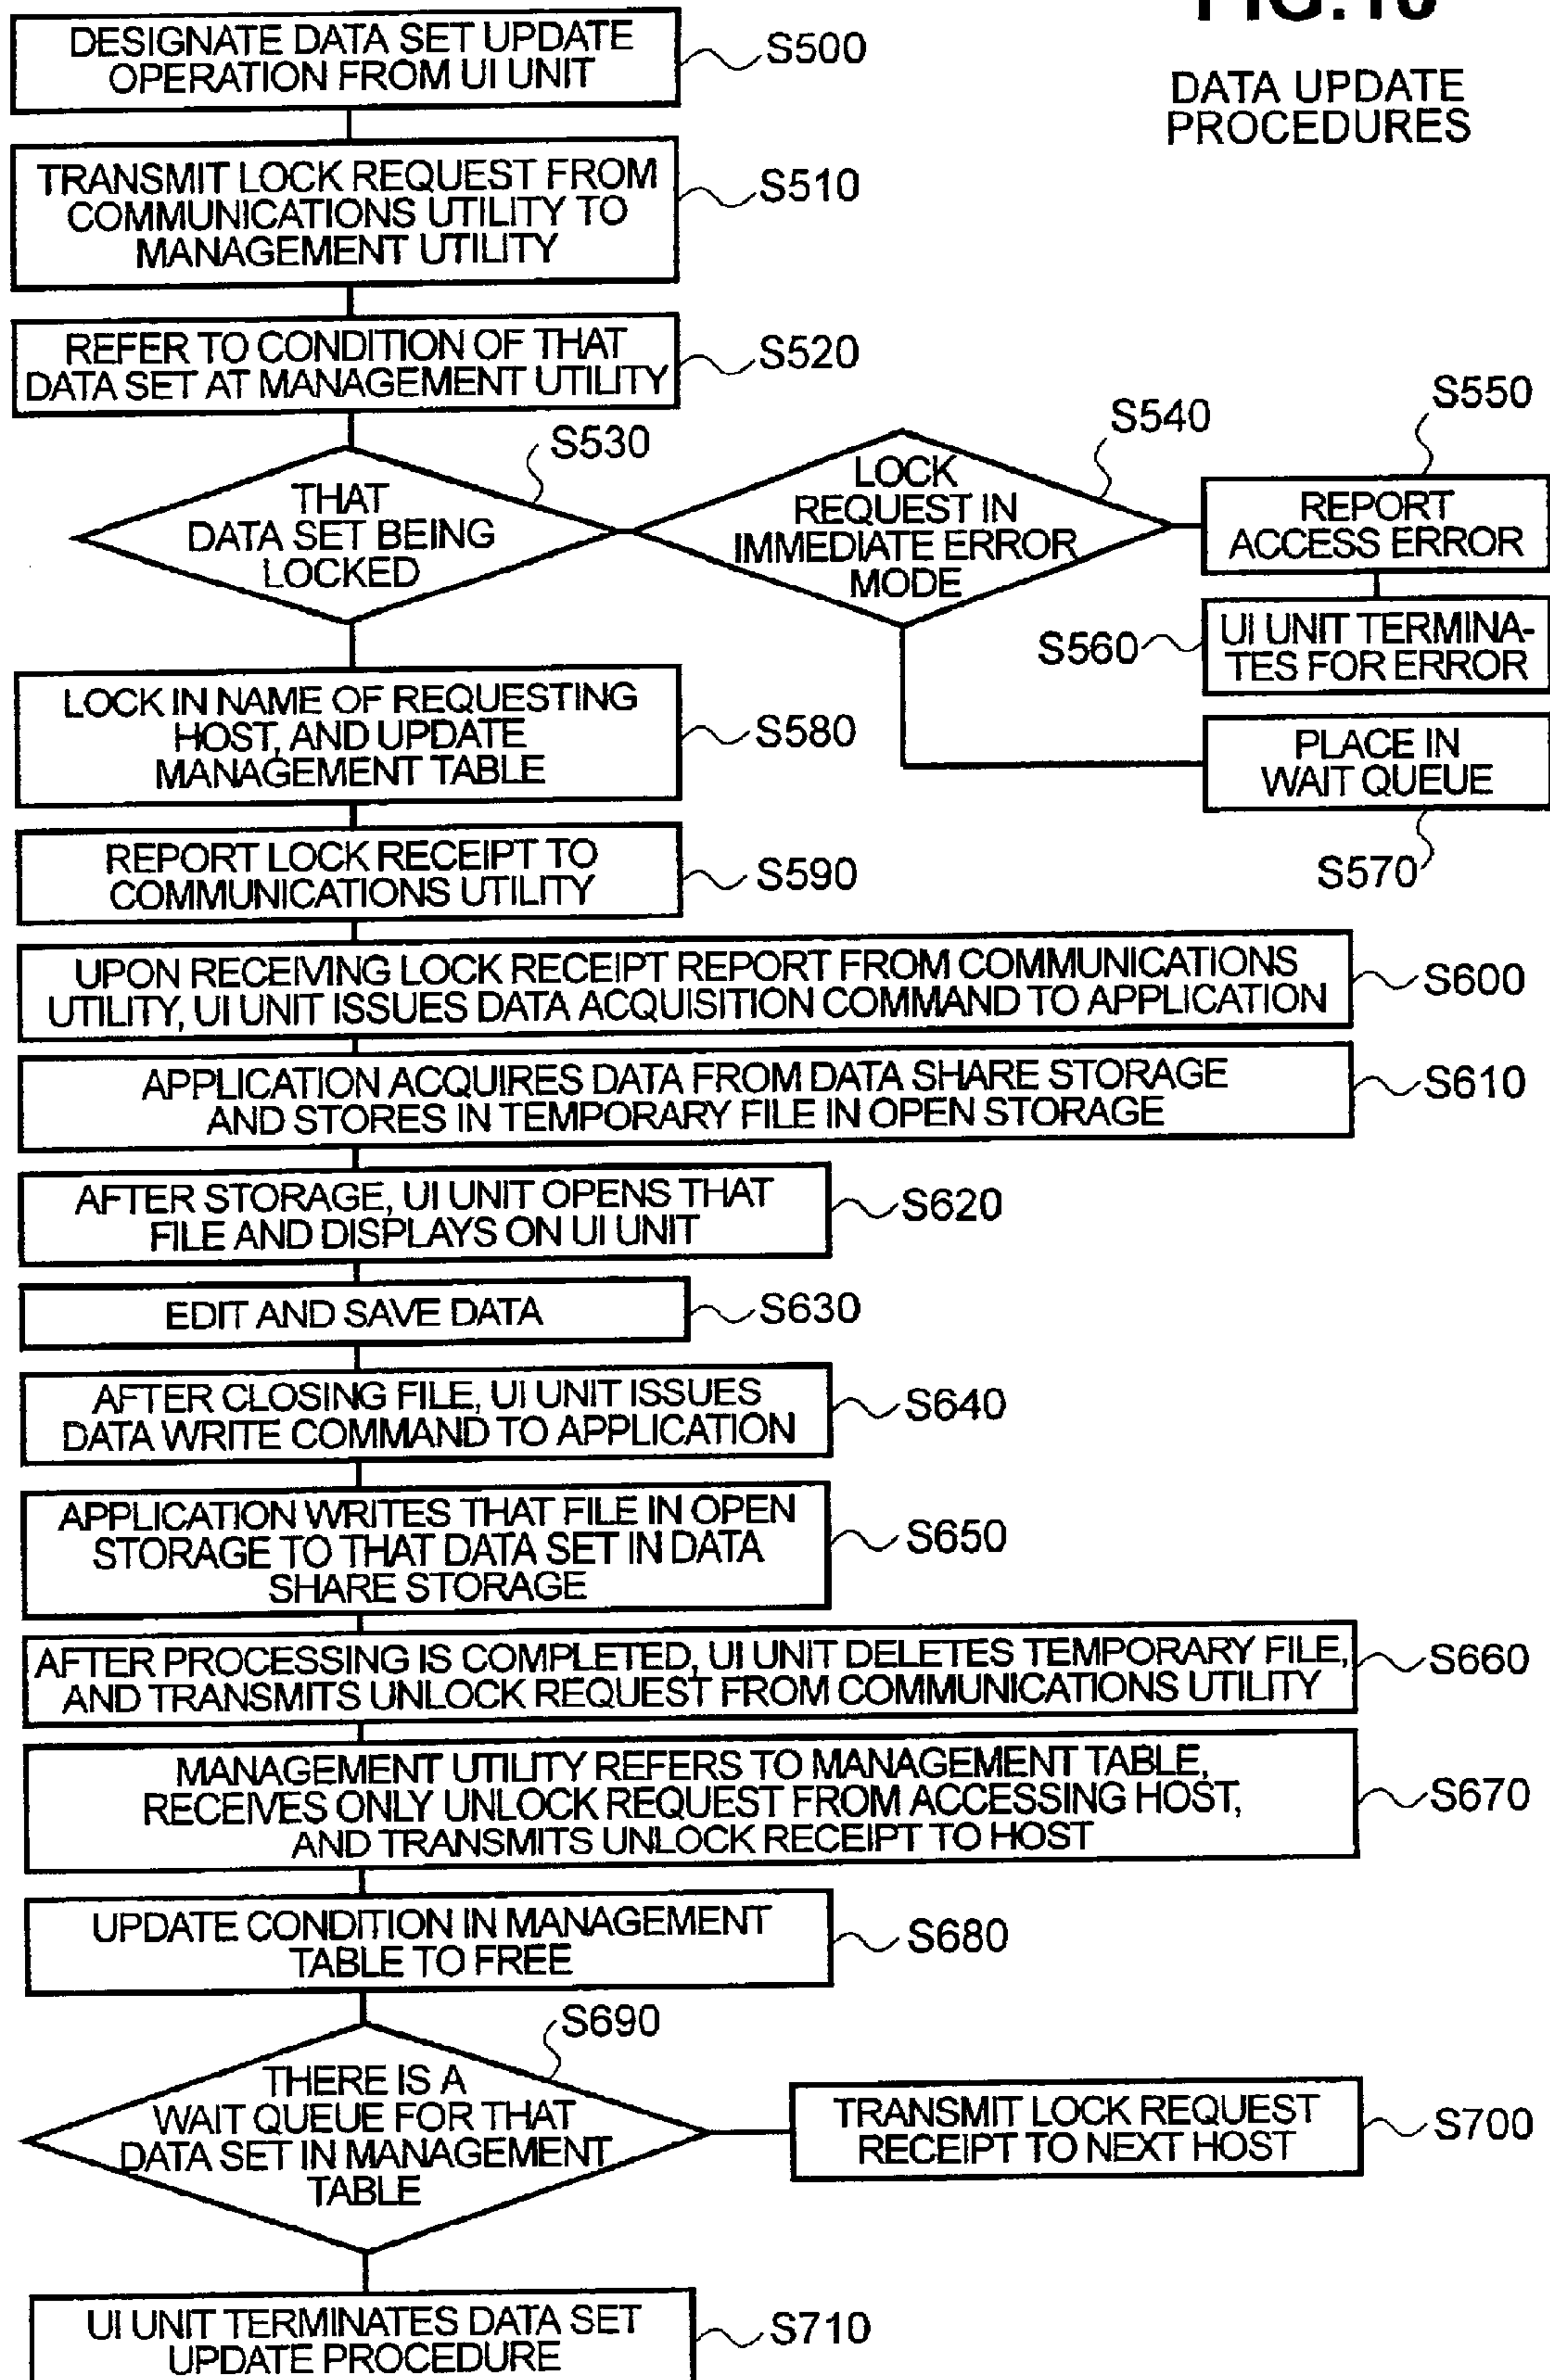 DATA UPDATE
PROCEDURES
DESIGNATE DATA SET UPDATE
OPERATION FROM UI UNIT
S500
TRANSMIT LOCK REQUEST FROM
COMMUNICATIONS UTILITY TO
MANAGEMENT UTILITY
S510
REFER TO CONDITION OF THAT
DATA SET AT MANAGEMENT UTILITY
S520
THAT
DATA SET BEING
LOCKED
S530
LOCK
REQUEST IN
IMMEDIATE ERROR
MODE
S540
S550
REPORT
ACCESS ERROR
S560
UI UNIT TERMINA-
TES FOR ERROR
PLACE IN
WAIT QUEUE
S570
LOCK IN NAME OF REQUESTING
HOST, AND UPDATE
MANAGEMENT TABLE
S580
REPORT LOCK RECEIPT TO
COMMUNICATIONS UTILITY
S590
UPON RECEIVING LOCK RECEIPT REPORT FROM COMMUNICATIONS
UTILITY, UI UNIT ISSUES DATA ACQUISITION COMMAND TO APPLICATION
S600
APPLICATION ACQUIRES DATA FROM DATA SHARE STORAGE
AND STORES IN TEMPORARY FILE IN OPEN STORAGE
S610
AFTER STORAGE, UI UNIT OPENS THAT
FILE AND DISPLAYS ON UI UNIT
S620
EDIT AND SAVE DATA
S630
AFTER CLOSING FILE, UI UNIT ISSUES
DATA WRITE COMMAND TO APPLICATION
S640
APPLICATION WRITES THAT FILE IN OPEN
STORAGE TO THAT DATA SET IN DATA
SHARE STORAGE
S650
AFTER PROCESSING IS COMPLETED, UI UNIT DELETES TEMPORARY FILE,
AND TRANSMITS UNLOCK REQUEST FROM COMMUNICATIONS UTILITY
S660
MANAGEMENT UTILITY REFERS TO MANAGEMENT TABLE,
RECEIVES ONLY UNLOCK REQUEST FROM ACCESSING HOST,
AND TRANSMITS UNLOCK RECEIPT TO HOST
S670
UPDATE CONDITION IN MANAGEMENT
TABLE TO FREE
S680
THERE IS A
WAIT QUEUE FOR THAT
DATA SET IN MANAGEMENT
TABLE
S690
TRANSMIT LOCK REQUEST
RECEIPT TO NEXT HOST
S700
UI UNIT TERMINATES DATA SET
UPDATE PROCEDURE
S710